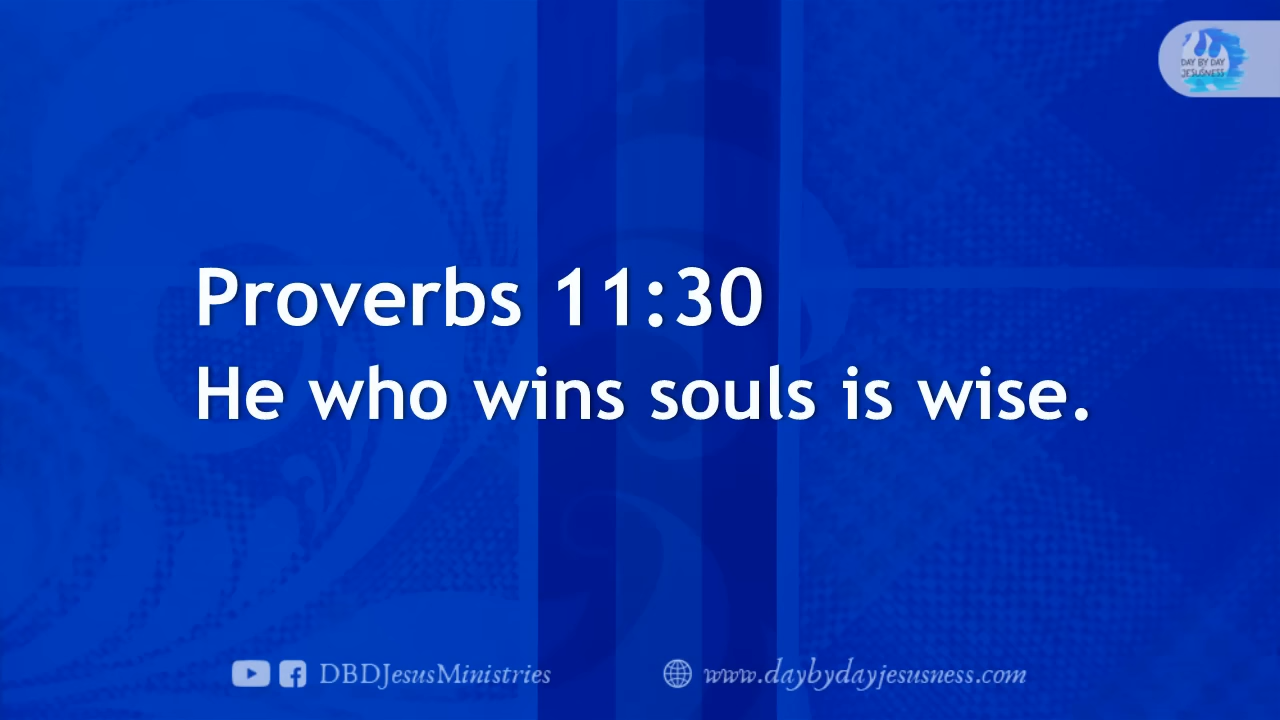 DAY BY DAY
JESUSNESS
Proverbs 11:30
He who wins souls is wise.
DBDJesusMinistries
www.daybydayjesusness.com